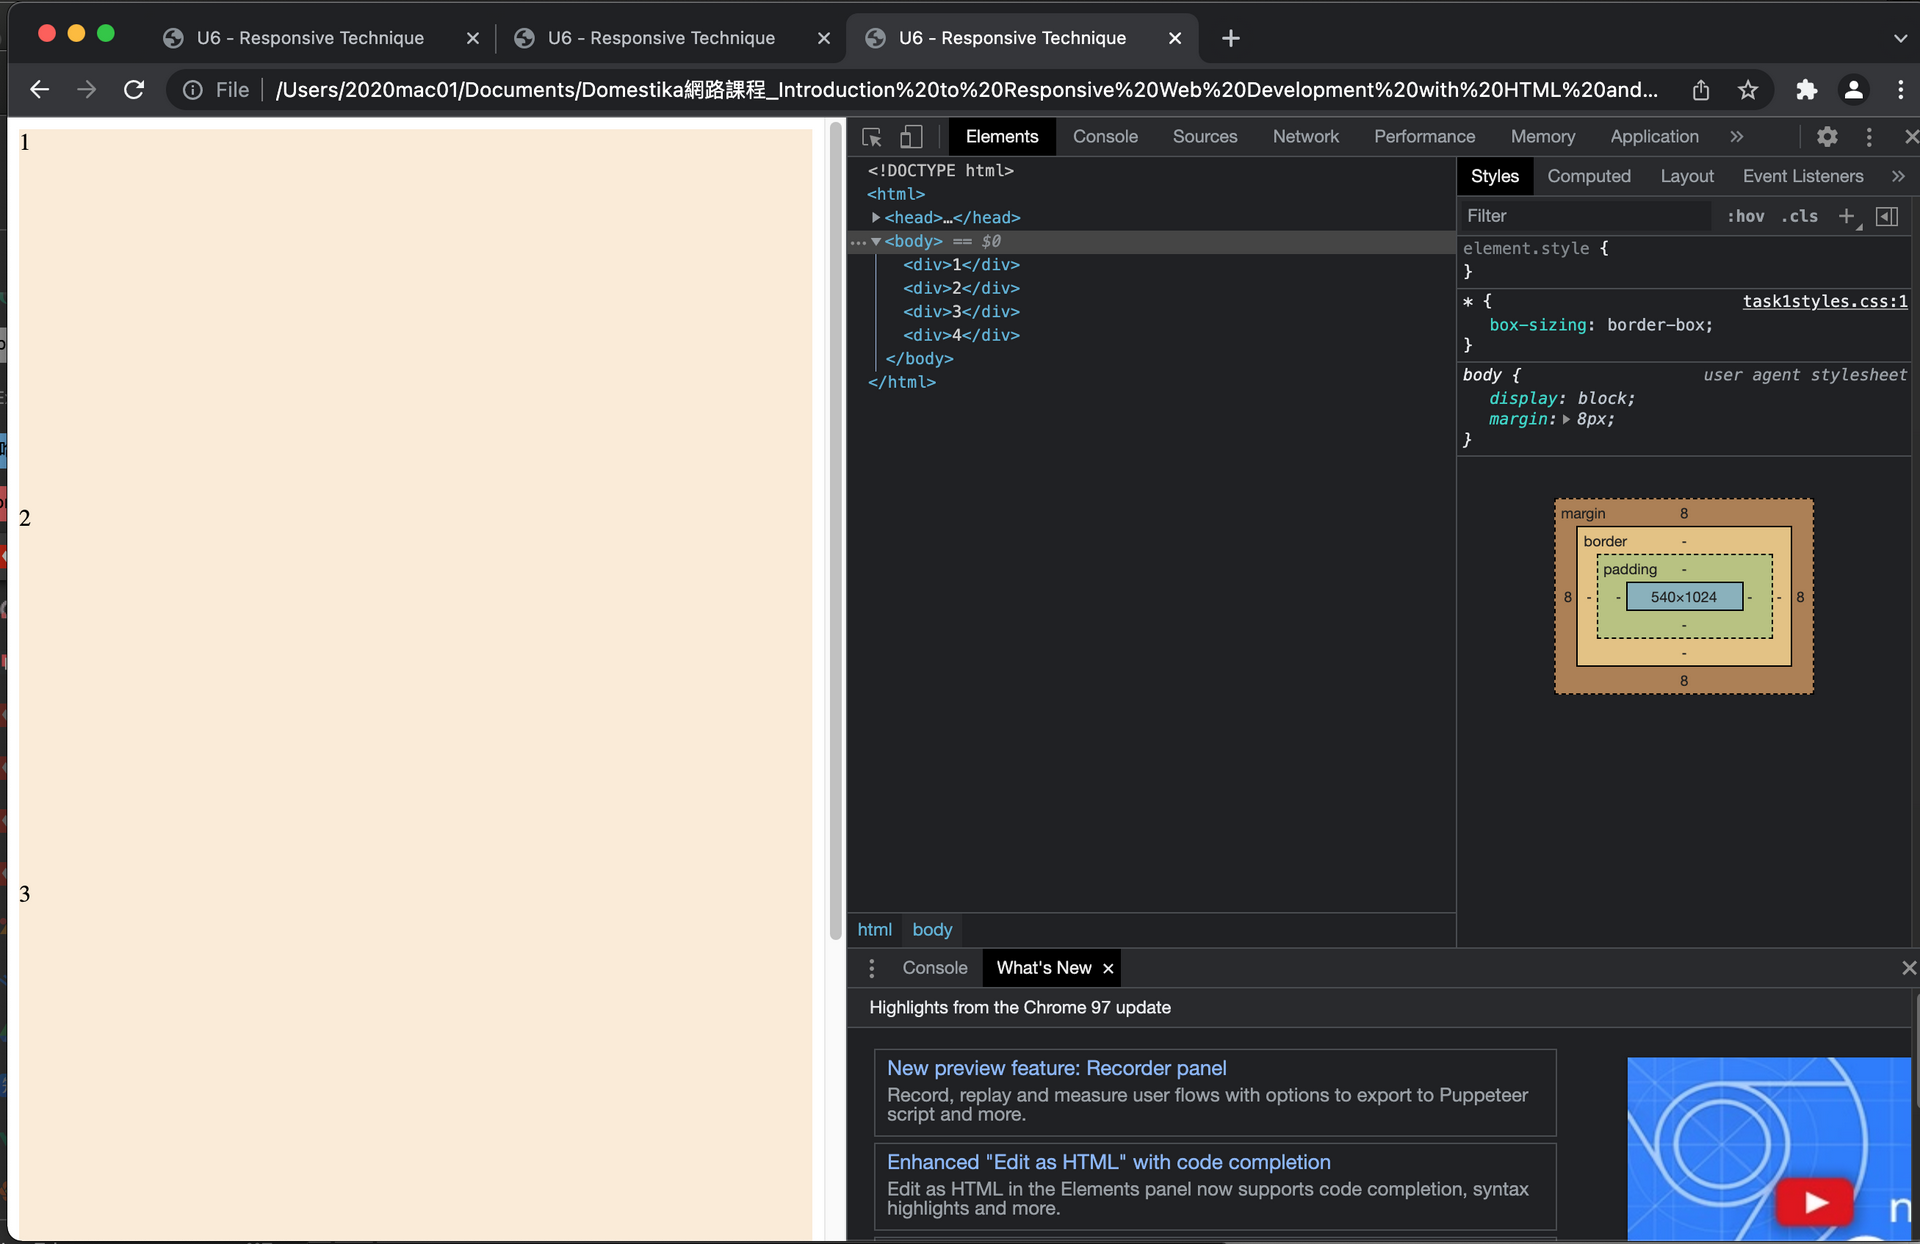 U6 - Responsive Technique
U6 - Responsive Technique
U6 - Responsive Technique
File
/Users/2020mac01/Documents/Domestika網路課程_Introduction%20to%20Responsive%20Web%20Development%20with%20HTML%20and...
1
2
3
Elements Console Sources Network Performance Memory Application »
<!DOCTYPE html>
<html>
<head>…</head>
… <body> == $0
<div>1</div>
<div>2</div>
<div>3</div>
<div>4</div>
</body>
</html>
html body
Styles Computed Layout Event Listeners »
Filter :hov .cls +
element.style {
}
* { task1styles.css:1
box-sizing: border-box;
}
body { user agent stylesheet
display: block;
margin: 8px;
}
margin 8
border -
padding -
8 - - 540×1024 - - 8
-
-
8
Console What's New
Highlights from the Chrome 97 update
New preview feature: Recorder panel
Record, replay and measure user flows with options to export to Puppeteer
script and more.
Enhanced "Edit as HTML" with code completion
Edit as HTML in the Elements panel now supports code completion, syntax
highlights and more.